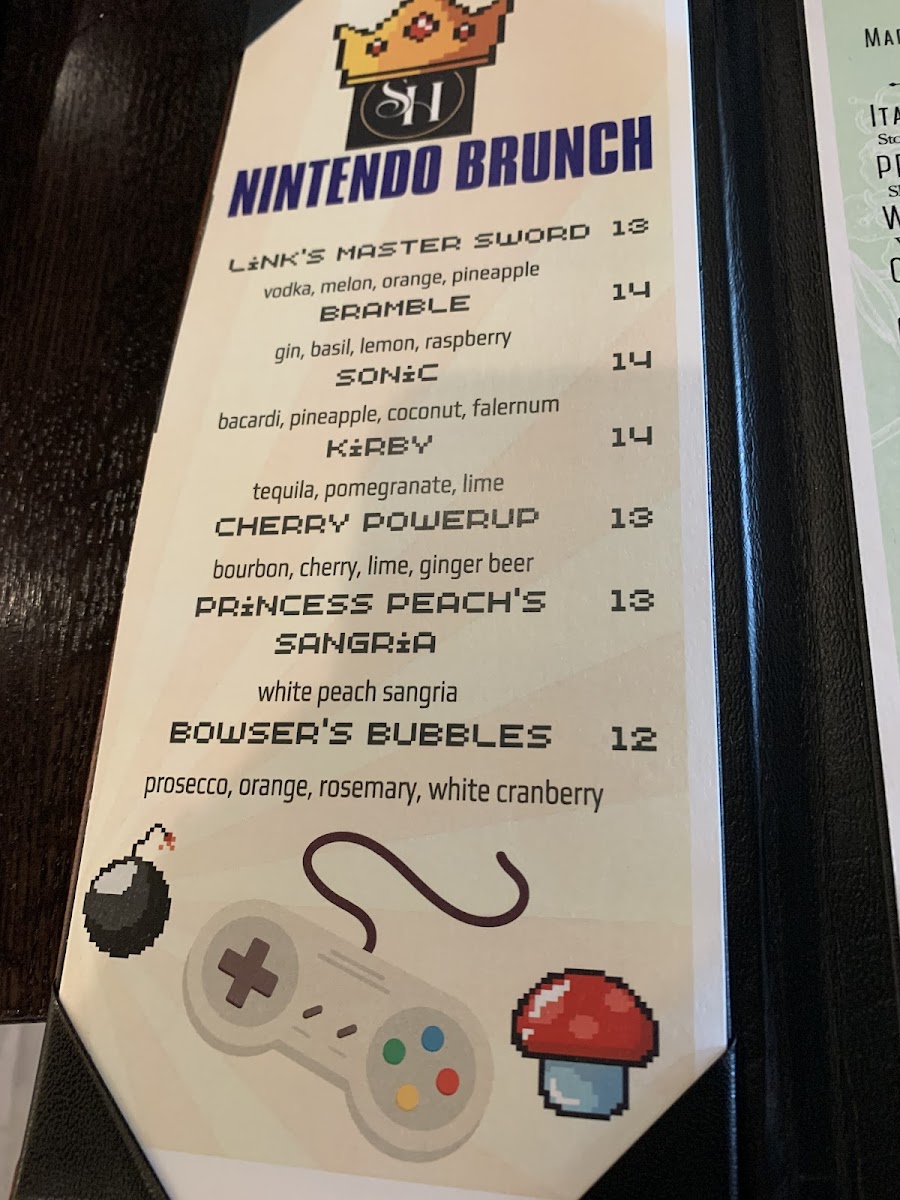 SH
NINTENDO BRUNCH
LiNK'S MASTER SWORD 13
vodka, melon, orange, pineapple
BRAMBLE 14
gin, basil, lemon, raspberry
SONiC 14
bacardi, pineapple, coconut, falernum
KiRBY 14
tequila, pomegranate, lime
CHERRY POWERUP 13
bourbon, cherry, lime, ginger beer
PRiNCESS PEACH'S 13
SANGRiA
white peach sangria
BOWSER'S BUBBLES 12
prosecco, orange, rosemary, white cranberry